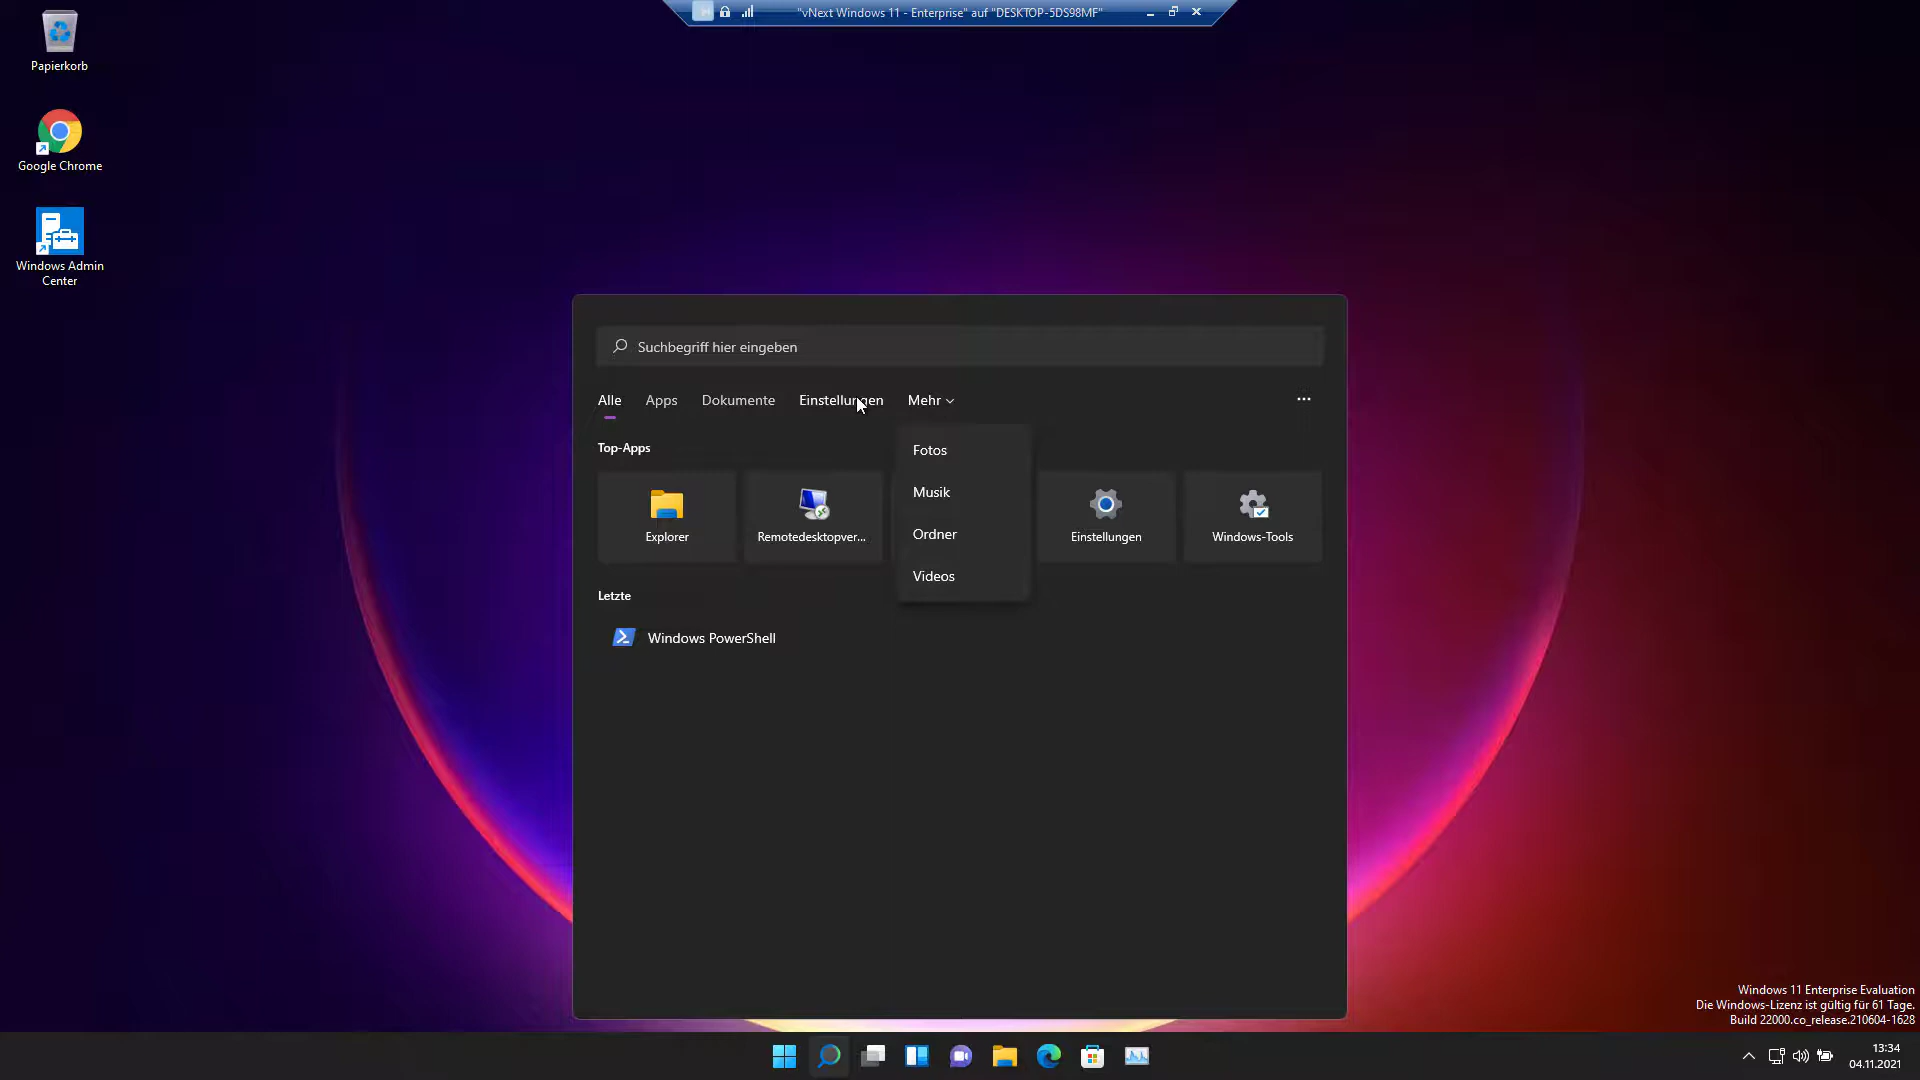 "vNext Windows 11 - Enterprise" auf "DESKTOP-5DS98MF"
Papierkorb
Google Chrome
Windows Admin
Center
Suchbegriff hier eingeben
Alle Apps Dokumente Einstellungen Mehr
Top-Apps
Fotos
Musik
Ordner
Videos
Explorer
Remotedesktopver...
Einstellungen
Windows-Tools
Letzte
Windows PowerShell
Windows 11 Enterprise Evaluation
Die Windows-Lizenz ist gültig für 61 Tage.
Build 22000.co_release.210604-1628
13:34
04.11.2021